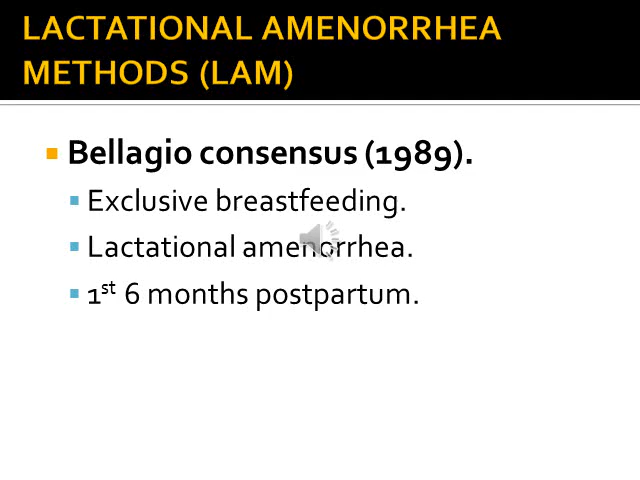 LACTATIONAL AMENORRHEA
METHODS (LAM)
Bellagio consensus (1989).
Exclusive breastfeeding.
Lactational amenorrhea.
1st 6 months postpartum.